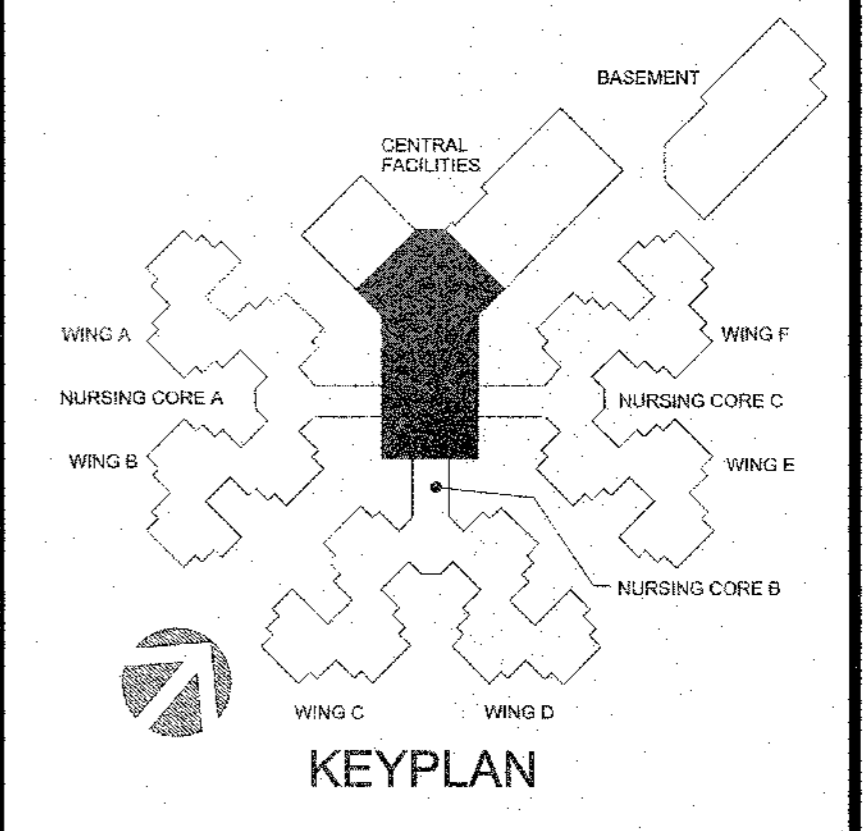 BASEMENT
CENTRAL
FACILITIES
WING A
WING F
NURSING CORE A
NURSING CORE C
WING B
WING E
NURSING CORE B
WING C
WING D
KEYPLAN